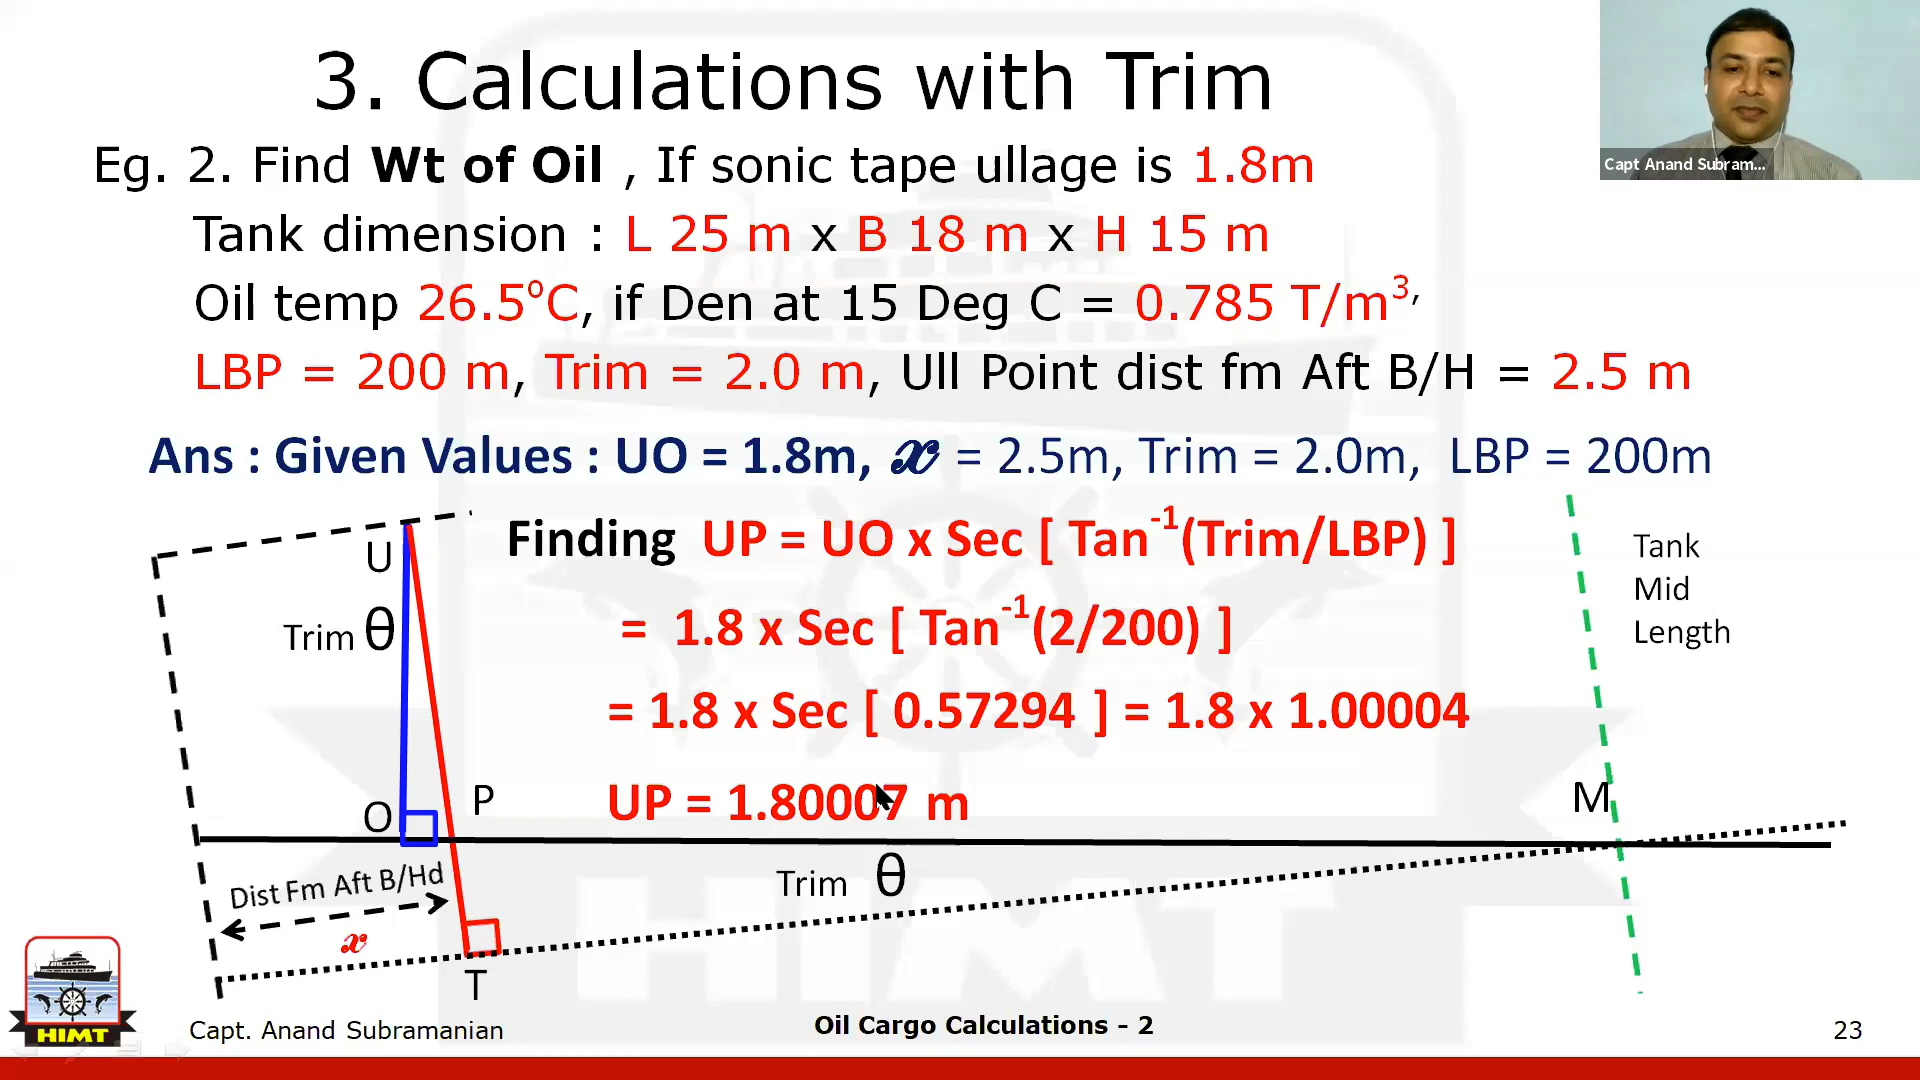 3. Calculations with Trim
Capt Anand Subram...
Eg. 2. Find Wt of Oil , If sonic tape ullage is 1.8m
Tank dimension : L 25 m x B 18 m x H 15 m
Oil temp 26.5°C, if Den at 15 Deg C = 0.785 T/m³,
LBP = 200 m, Trim = 2.0 m, Ull Point dist fm Aft B/H = 2.5 m
Ans : Given Values : UO = 1.8m, 𝓍 = 2.5m, Trim = 2.0m, LBP = 200m
Finding UP = UO x Sec [ Tan⁻¹(Trim/LBP) ]
= 1.8 x Sec [ Tan⁻¹(2/200) ]
= 1.8 x Sec [ 0.57294 ] = 1.8 x 1.00004
UP = 1.80007 m
Tank
Mid
Length
U
Trim θ
O
P
M
Dist Fm Aft B/Hd
𝓍
Trim θ
T
HIMT
HIMT
Capt. Anand Subramanian
Oil Cargo Calculations - 2
23